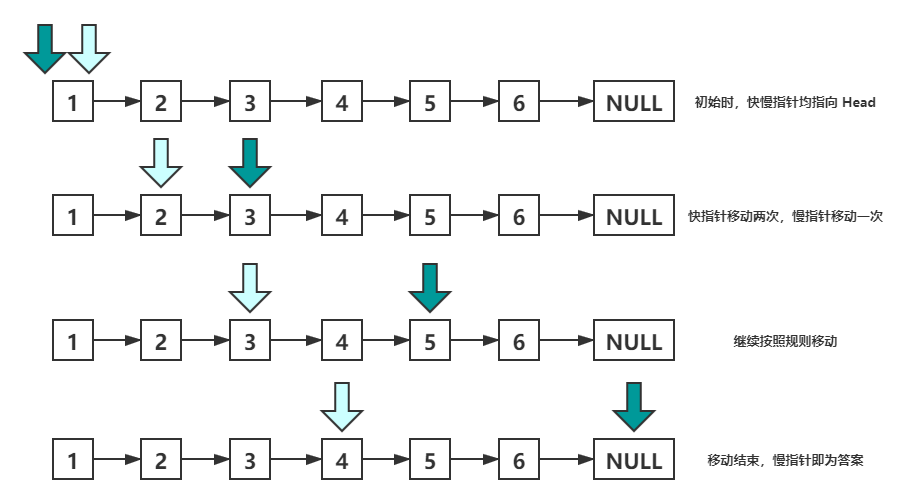 1 2 3 4 5 6 NULL 初始时，快慢指针均指向 Head
1 2 3 4 5 6 NULL 快指针移动两次，慢指针移动一次
1 2 3 4 5 6 NULL 继续按照规则移动
1 2 3 4 5 6 NULL 移动结束，慢指针即为答案